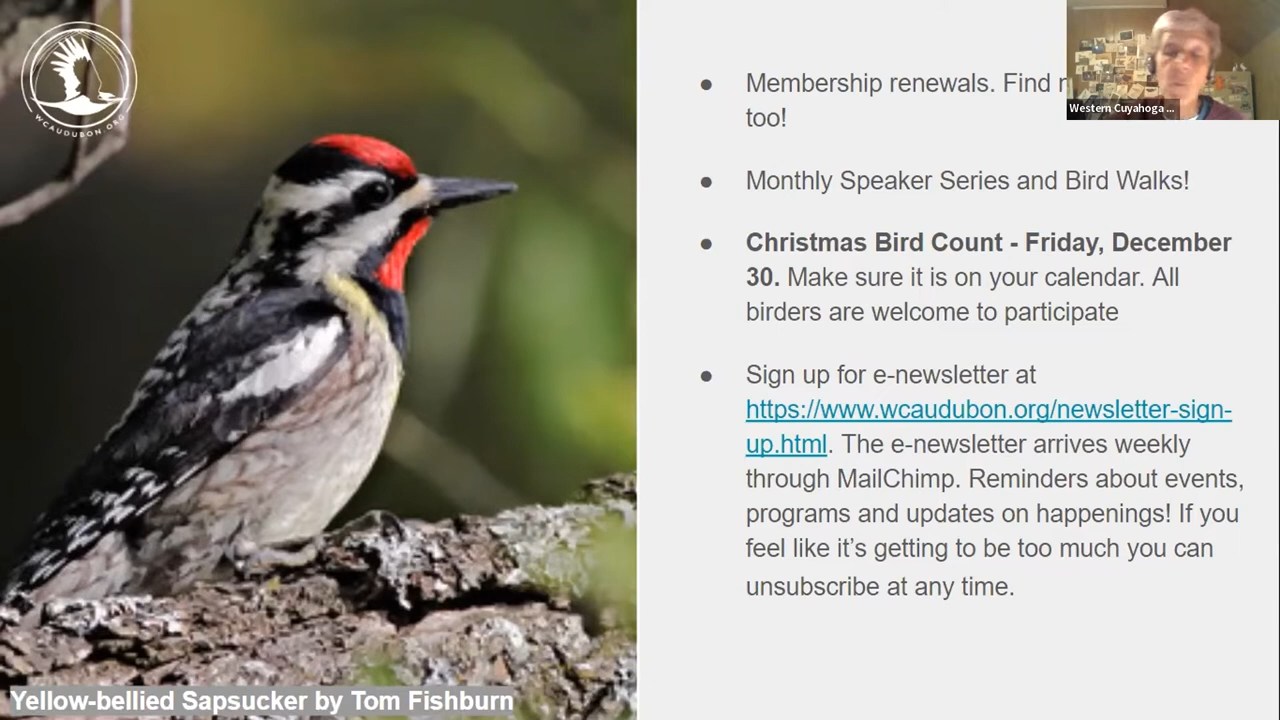 WCAUDUBON.ORG
Membership renewals. Find
too!
Western Cuyahoga ...
Monthly Speaker Series and Bird Walks!
Christmas Bird Count - Friday, December
30. Make sure it is on your calendar. All
birders are welcome to participate
Sign up for e-newsletter at
https://www.wcaudubon.org/newsletter-sign-
up.html. The e-newsletter arrives weekly
through MailChimp. Reminders about events,
programs and updates on happenings! If you
feel like it’s getting to be too much you can
unsubscribe at any time.
Yellow-bellied Sapsucker by Tom Fishburn